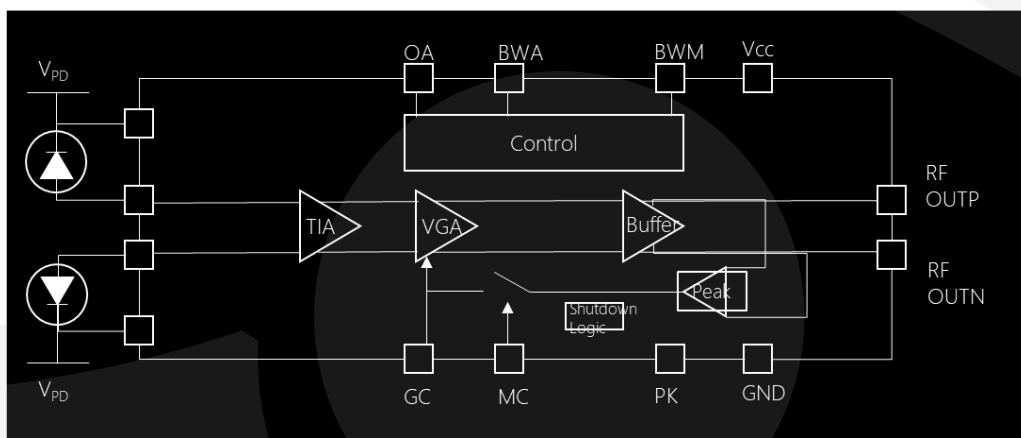 OA
BWA
BWM
Vcc
VPD
Control
RF
OUTP
TIA
VGA
Buffer
RF
OUTN
Peak
Shutdown
Logic
VPD
GC
MC
PK
GND